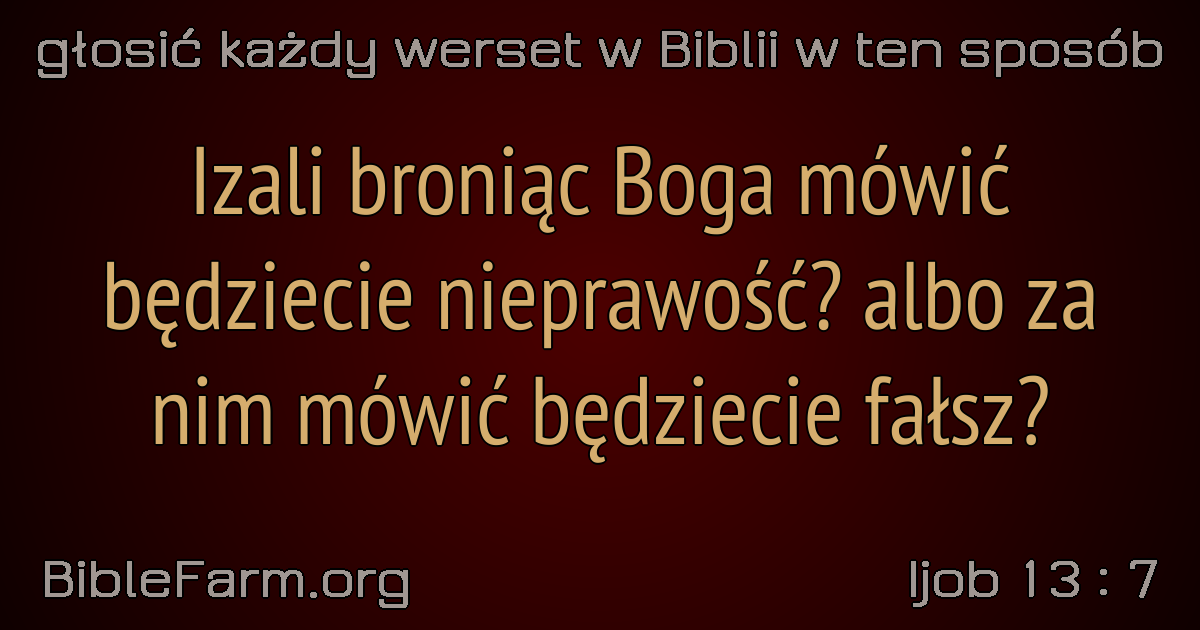 głosić każdy werset w Biblii w ten sposób
Izali broniąc Boga mówić
będziecie nieprawość? albo za
nim mówić będziecie fałsz?
BibleFarm.org
Ijob 13 : 7